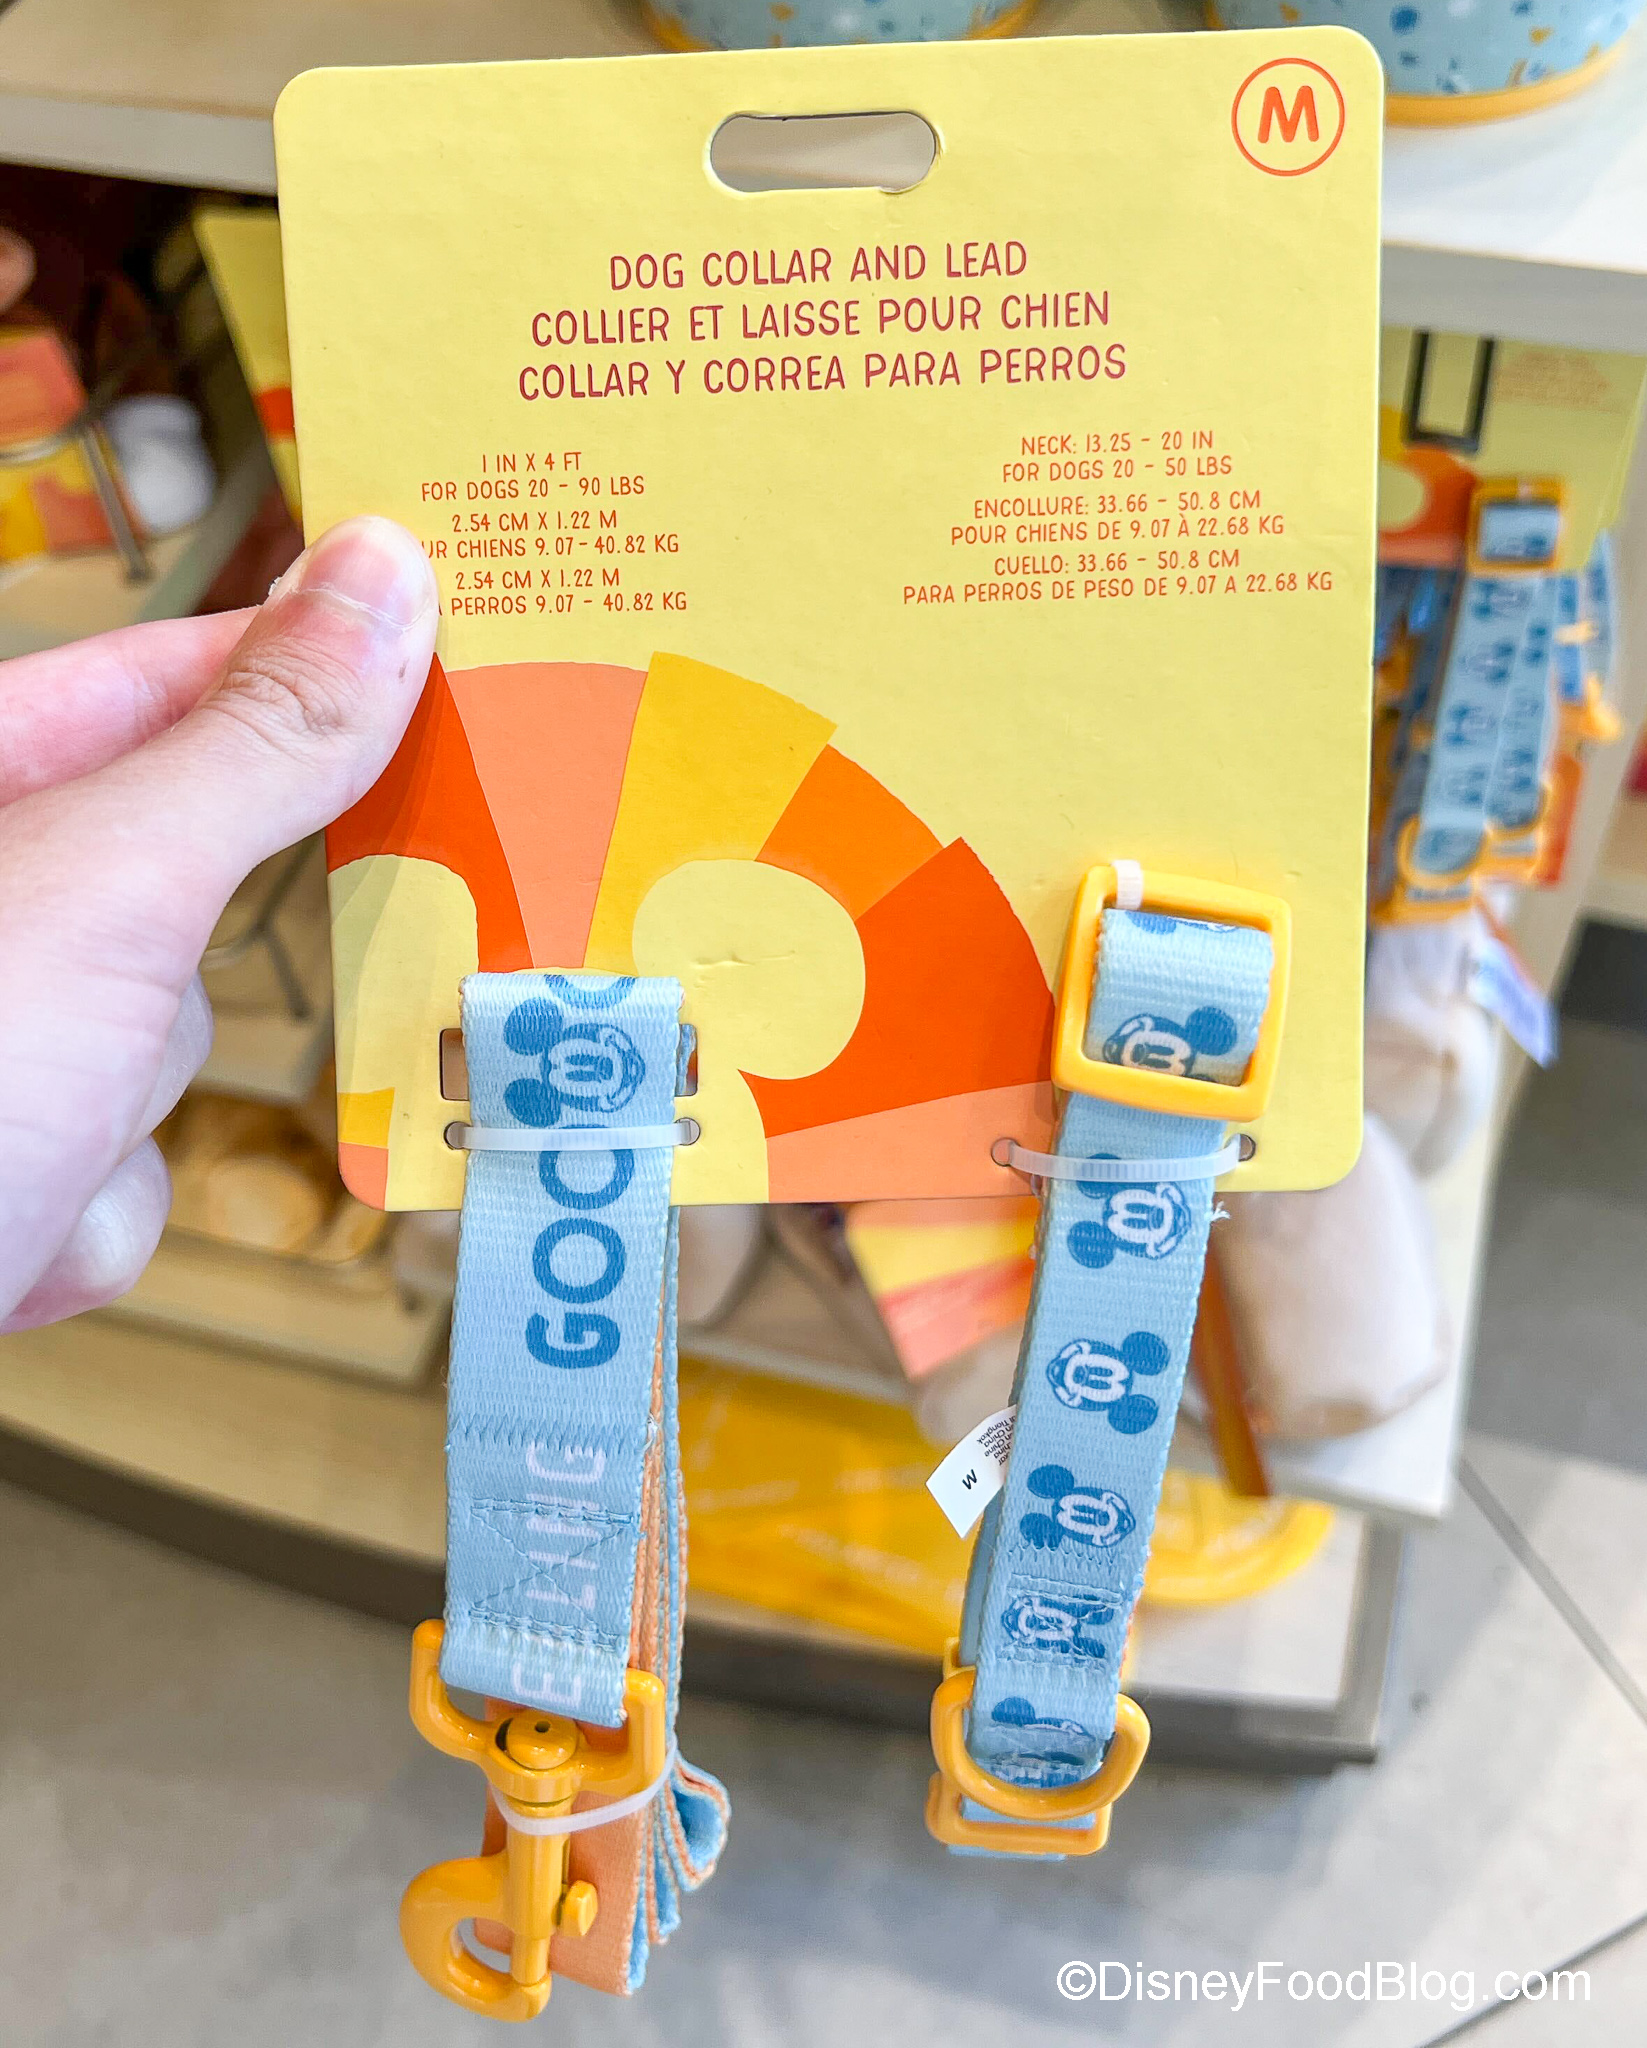 M
DOG COLLAR AND LEAD
COLLIER ET LAISSE POUR CHIEN
COLLAR Y CORREA PARA PERROS
1 IN X 4 FT
FOR DOGS 20 - 90 LBS
2.54 CM X 1.22 M
UR CHIENS 9.07 - 40.82 KG
2.54 CM X 1.22 M
A PERROS 9.07 - 40.82 KG
NECK: 13.25 - 20 IN
FOR DOGS 20 - 50 LBS
ENCOLLURE: 33.66 - 50.8 CM
POUR CHIENS DE 9.07 À 22.68 KG
CUELLO: 33.66 - 50.8 CM
PARA PERROS DE PESO DE 9.07 A 22.68 KG
GOO
M
©DisneyFoodBlog.com